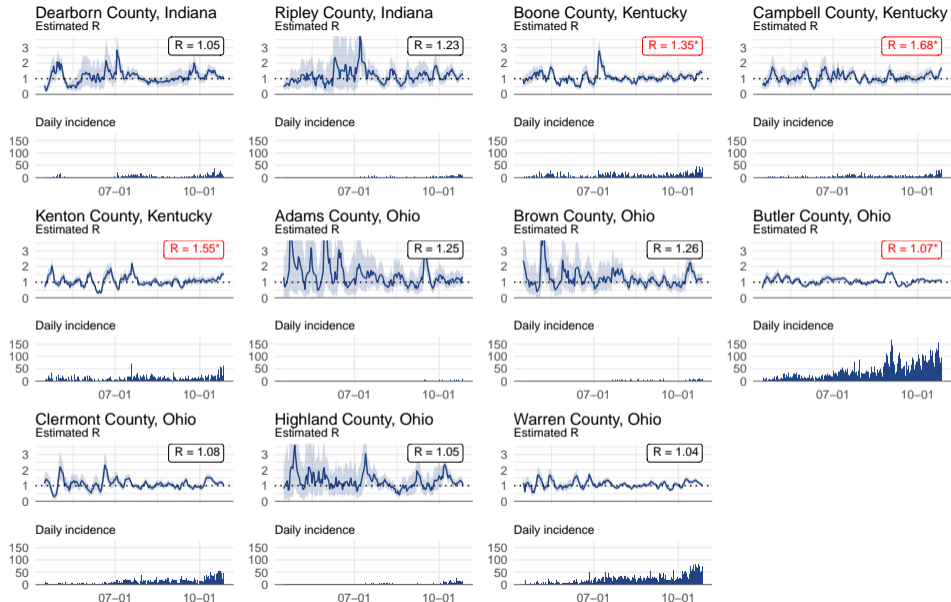 Dearborn County, Indiana
Estimated R
R = 1.05
3
2
1
0
Daily incidence
150
100
50
0
07−01
10−01
Ripley County, Indiana
Estimated R
R = 1.23
3
2
1
0
Daily incidence
150
100
50
0
07−01
10−01
Boone County, Kentucky
Estimated R
R = 1.35*
3
2
1
0
Daily incidence
150
100
50
0
07−01
10−01
Campbell County, Kentucky
Estimated R
R = 1.68*
3
2
1
0
Daily incidence
150
100
50
0
07−01
10−01
Kenton County, Kentucky
Estimated R
R = 1.55*
3
2
1
0
Daily incidence
150
100
50
0
07−01
10−01
Adams County, Ohio
Estimated R
R = 1.25
3
2
1
0
Daily incidence
150
100
50
0
07−01
10−01
Brown County, Ohio
Estimated R
R = 1.26
3
2
1
0
Daily incidence
150
100
50
0
07−01
10−01
Butler County, Ohio
Estimated R
R = 1.07*
3
2
1
0
Daily incidence
150
100
50
0
07−01
10−01
Clermont County, Ohio
Estimated R
R = 1.08
3
2
1
0
Daily incidence
150
100
50
0
07−01
10−01
Highland County, Ohio
Estimated R
R = 1.05
3
2
1
0
Daily incidence
150
100
50
0
07−01
10−01
Warren County, Ohio
Estimated R
R = 1.04
3
2
1
0
Daily incidence
150
100
50
0
07−01
10−01